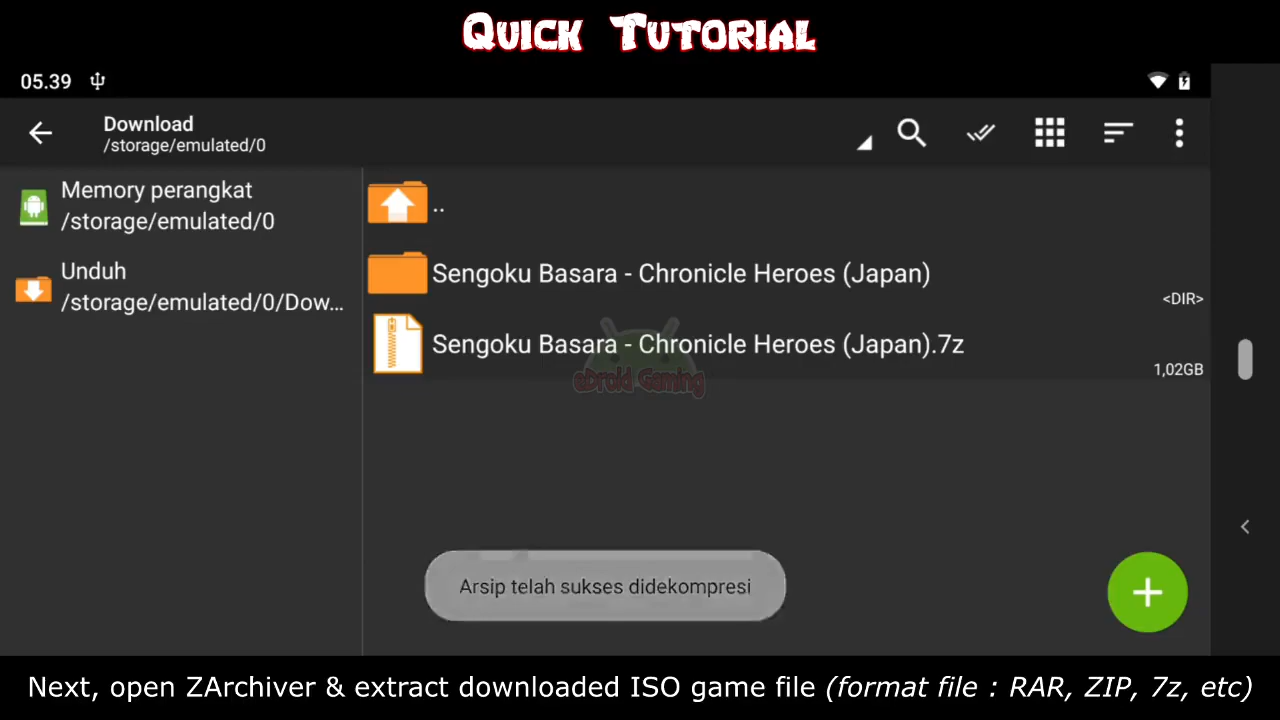 Quick Tutorial
05.39
Download
/storage/emulated/0
Memory perangkat
/storage/emulated/0
Unduh
/storage/emulated/0/Dow...
..
Sengoku Basara - Chronicle Heroes (Japan)
<DIR>
Sengoku Basara - Chronicle Heroes (Japan).7z
1,02GB
eDroid Gaming
Arsip telah sukses didekompresi
Next, open ZArchiver & extract downloaded ISO game file (format file : RAR, ZIP, 7z, etc)